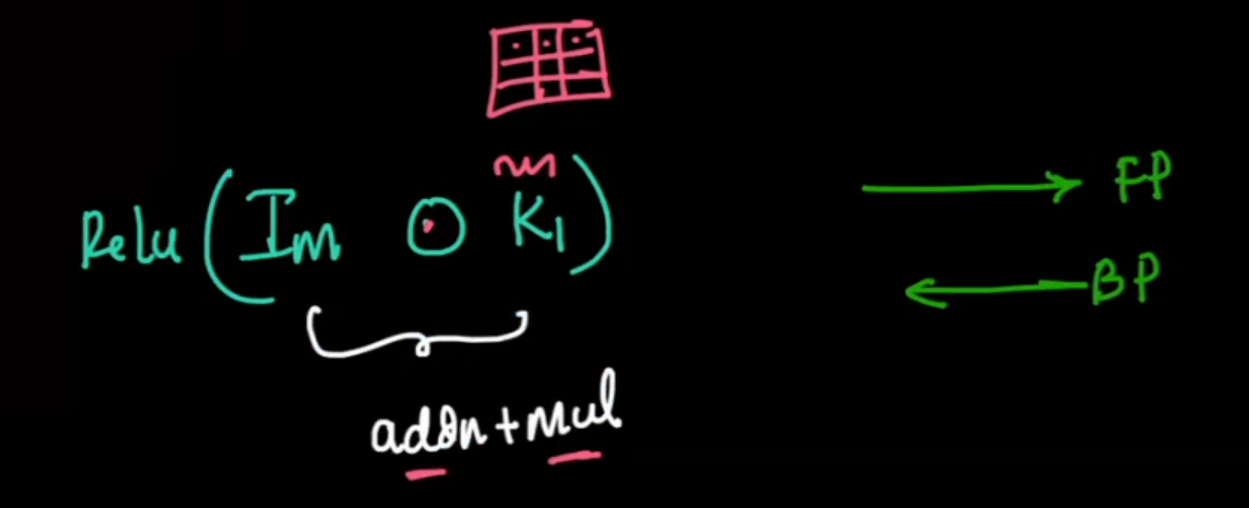 Relu (Im ⊙ K1)
FP
BP
addn + mul